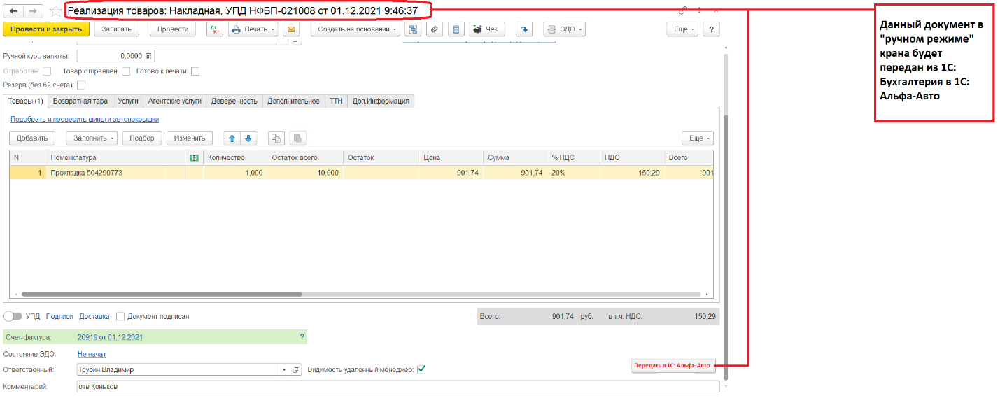 Реализация товаров: Накладная, УПД НФБП-021008 от 01.12.2021 9:46:37
Провести и закрыть Записать Провести Дт Кт Печать Создать на основании Чек ЭДО Еще ?
Ручной курс валюты: 0,0000
Отработан: Товар отправлен: Готово к печати:
Резерв (без 62 счета):
Товары (1) Возвратная тара Услуги Агентские услуги Доверенность Дополнительное ТТН Доп.Информация
Подобрать и проверить шины и автопокрышки
Добавить Заполнить Подбор Изменить Еще
N Номенклатура Количество Остаток всего Остаток Цена Сумма % НДС НДС Всего
1 Прокладка 504290773 1,000 10,000 901,74 901,74 20% 150,29 901
УПД Подписи Доставка Документ подписан Всего: 901,74 руб. в т.ч. НДС: 150,29
Счет-фактура: 20919 от 01.12.2021 ?
Состояние ЭДО: Не начат
Ответственный: Трубин Владимир Видимость удаленный менеджер: Передать в 1С: Альфа-Авто
Комментарий: отв Коньков
Данный документ в
"ручном режиме"
крана будет
передан из 1С:
Бухгалтерия в 1С:
Альфа-Авто